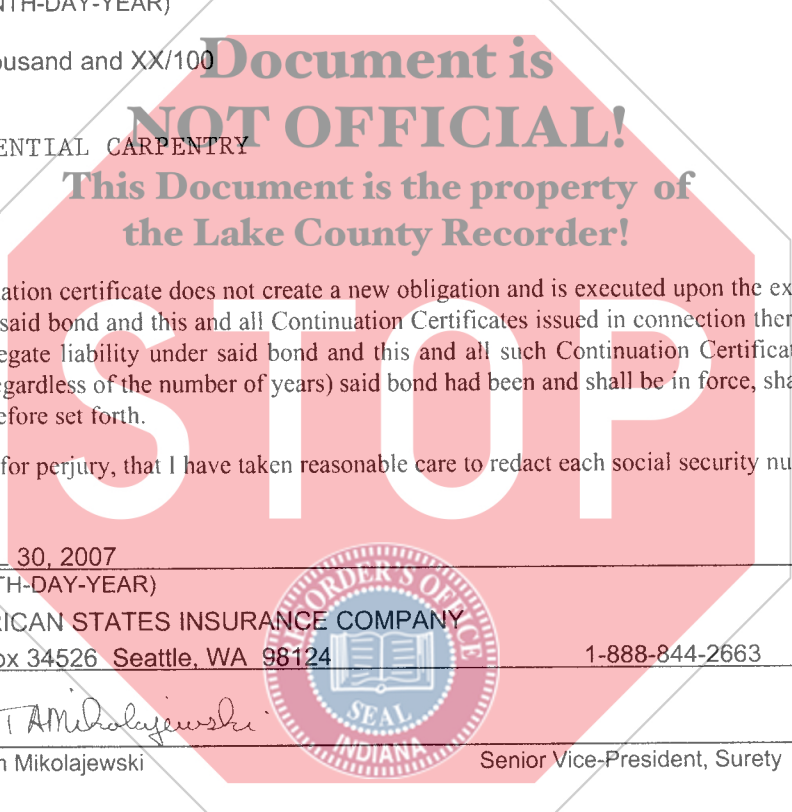 NTH-DAY-YEAR)
ousand and XX/100
Document is
NOT OFFICIAL!
ENTIAL CARPENTRY
This Document is the property of
the Lake County Recorder!
ation certificate does not create a new obligation and is executed upon the ex
said bond and this and all Continuation Certificates issued in connection ther
egate liability under said bond and this and all such Continuation Certifica
egardless of the number of years) said bond had been and shall be in force, sha
efore set forth.
STOP
for perjury, that I have taken reasonable care to redact each social security nu
30, 2007
TH-DAY-YEAR)
RICAN STATES INSURANCE COMPANY
ox 34526 Seattle, WA 98124 1-888-844-2663
RECORDER'S OFFICE
SEAL
INDIANA
TAMikolajewski
n Mikolajewski Senior Vice-President, Surety